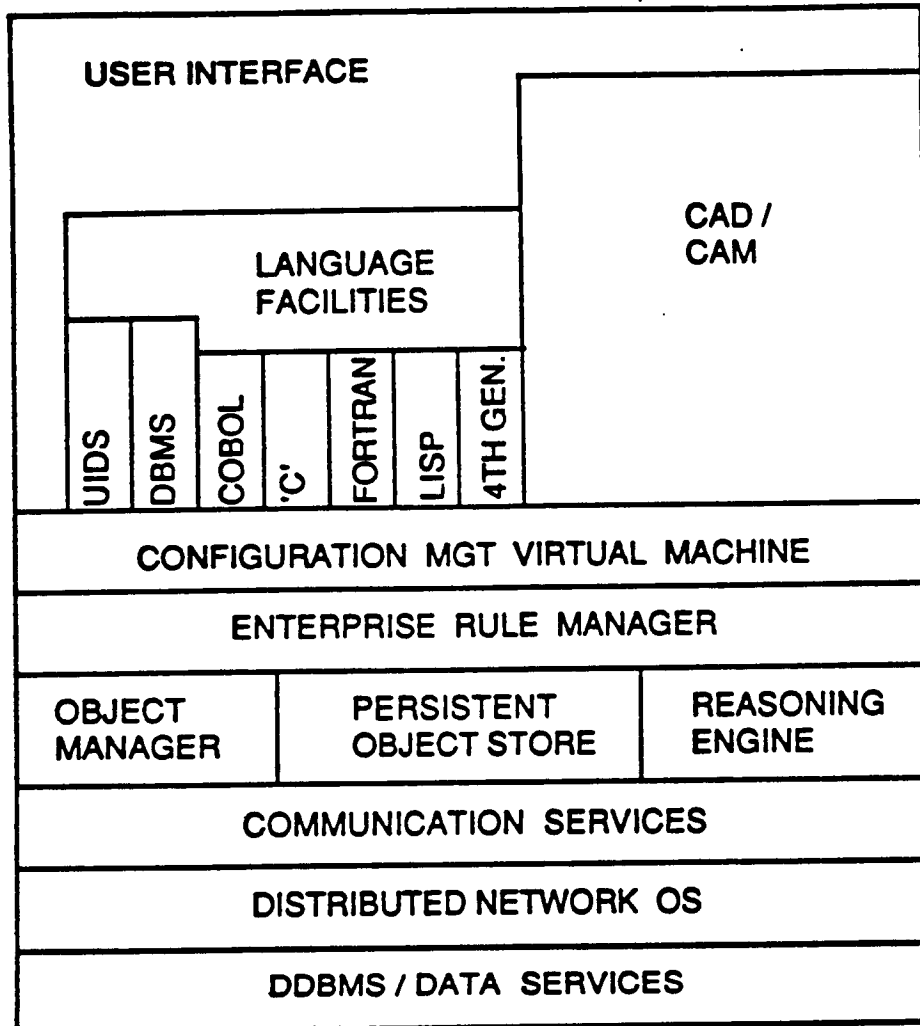 USER INTERFACE
CAD /
CAM
LANGUAGE
FACILITIES
UIDS
DBMS
COBOL
'C'
FORTRAN
LISP
4TH GEN.
CONFIGURATION MGT VIRTUAL MACHINE
ENTERPRISE RULE MANAGER
OBJECT
MANAGER
PERSISTENT
OBJECT STORE
REASONING
ENGINE
COMMUNICATION SERVICES
DISTRIBUTED NETWORK OS
DDBMS / DATA SERVICES